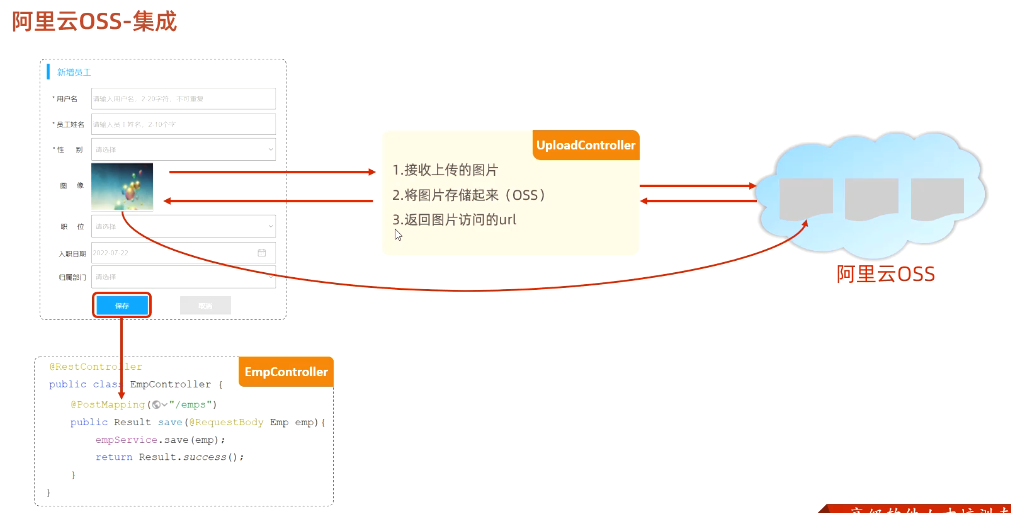 阿里云OSS-集成
新增员工
* 用户名 请输入用户名，2-20字符，不可重复
* 员工姓名 请输入员工姓名，2-10个字
* 性 别 请选择
图 像
职 位 请选择
入职日期 2022-07-22
归属部门 请选择
保存 取消
UploadController
1.接收上传的图片
2.将图片存储起来（OSS）
3.返回图片访问的url
阿里云OSS
EmpController
@RestController
public class EmpController {
@PostMapping("/emps")
public Result save(@RequestBody Emp emp){
empService.save(emp);
return Result.success();
}
}